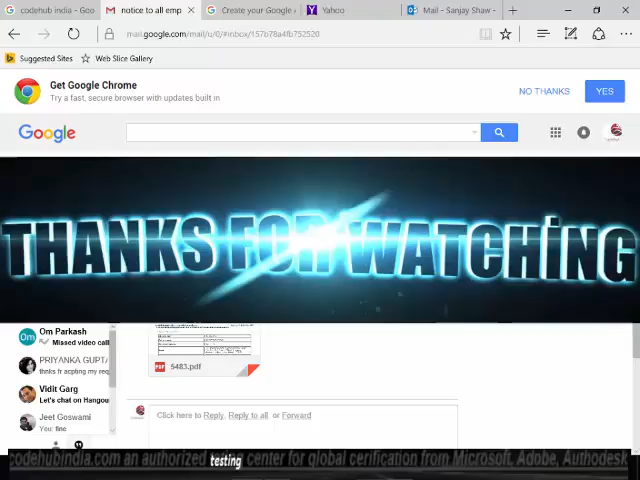 codehub india - Goo
notice to all emp
Create your Google A
Yahoo
Mail - Sanjay Shaw -
mail.google.com/mail/u/0/#inbox/157b78a4fb752520
Suggested Sites
Web Slice Gallery
Get Google Chrome
Try a fast, secure browser with updates built in
NO THANKS
YES
Google
THANKS FOR WATCHING
Om Parkash
Missed video call
PRIYANKA GUPTA
thnks fr acpting my req
Vidit Garg
Let's chat on Hangou
Jeet Goswami
You: fine
PDF
5483.pdf
Click here to Reply, Reply to all, or Forward
codehubindia.com an authorized testing center for global cerification from Microsoft, Adobe, Authodesk